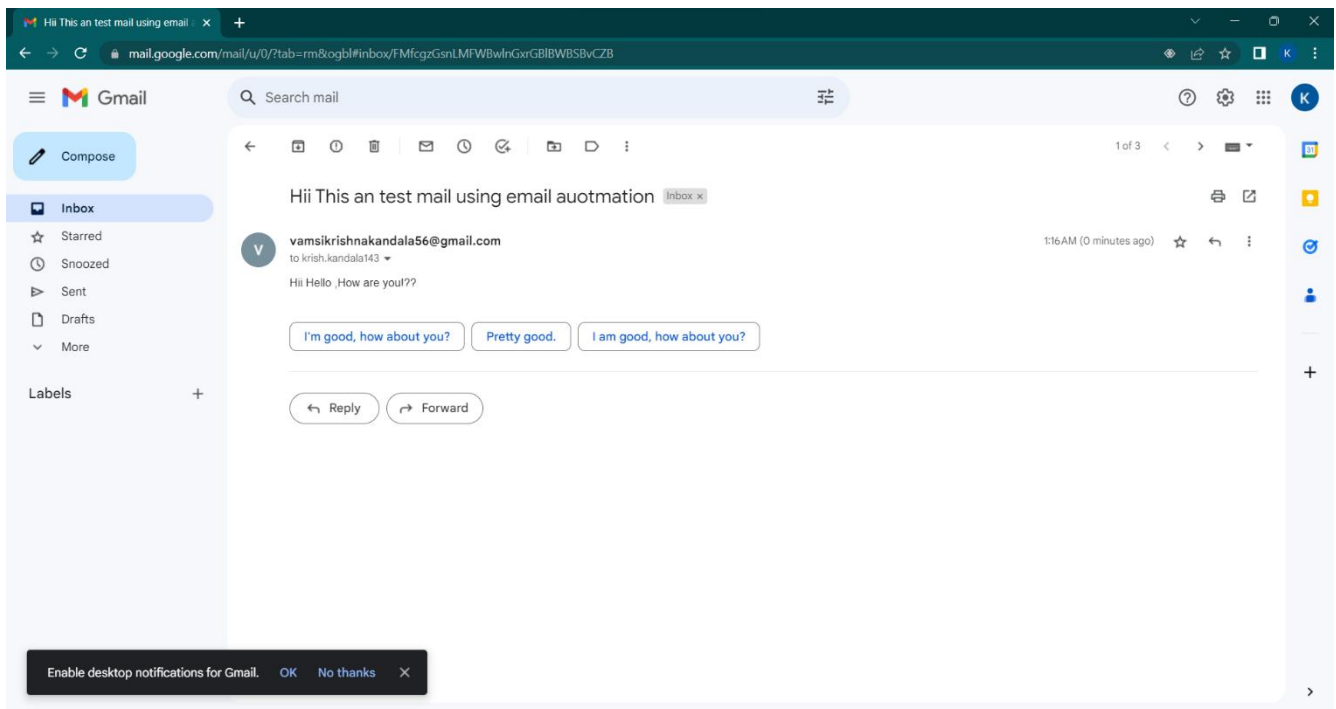 Hii This an test mail using email a
mail.google.com/mail/u/0/?tab=rm&ogbl#inbox/FMfcgzGsnLMFWBwlnGxrGBlBWBSBvCZB
K
Gmail
Search mail
K
Compose
1 of 3
31
Hii This an test mail using email auotmation Inbox x
Inbox
Starred
V
vamsikrishnakandala56@gmail.com
1:16 AM (0 minutes ago)
to krish.kandala143
Snoozed
Hii Hello ,How are you!??
Sent
Drafts
I'm good, how about you?
Pretty good.
I am good, how about you?
More
Labels
Reply
Forward
Enable desktop notifications for Gmail. OK No thanks